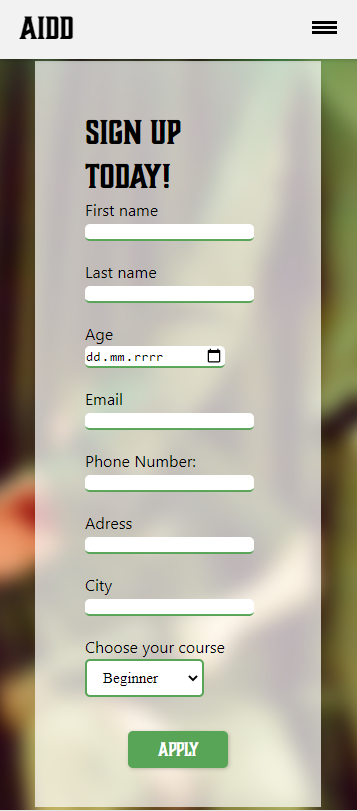 AIDD
SIGN UP
TODAY!
First name
Last name
Age
dd.mm.rrrr
Email
Phone Number:
Adress
City
Choose your course
Beginner
APPLY